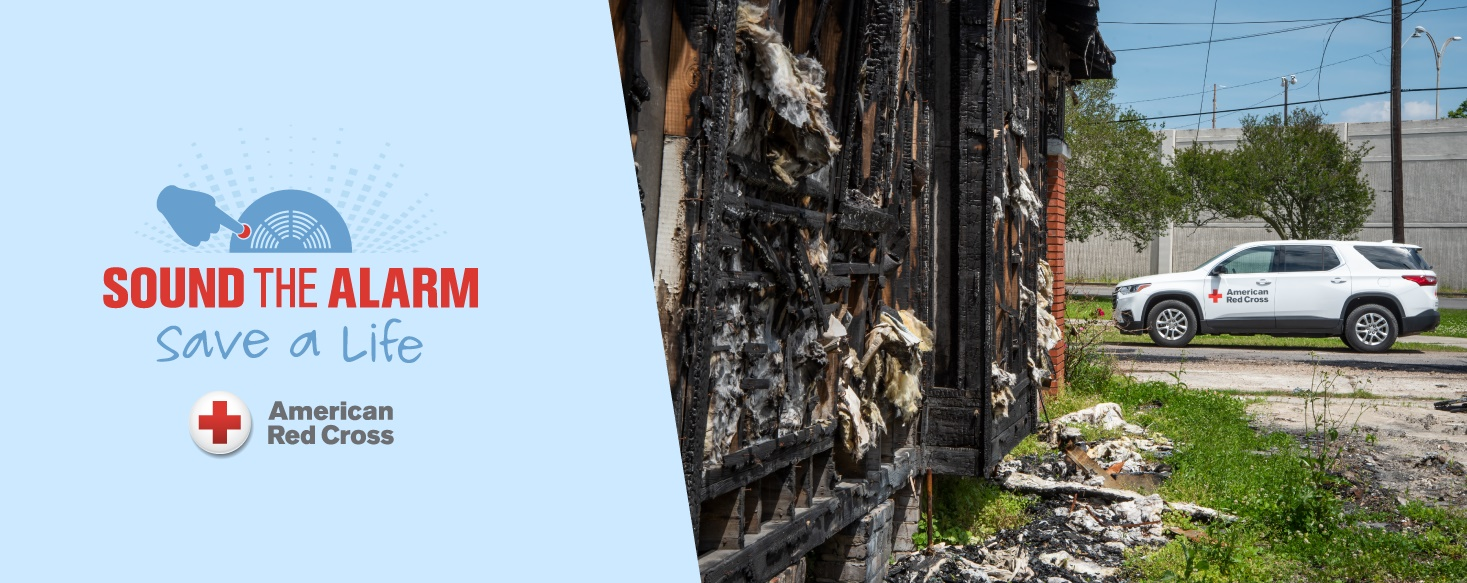 SOUND THE ALARM
save a Life
American
Red Cross
American
Red Cross